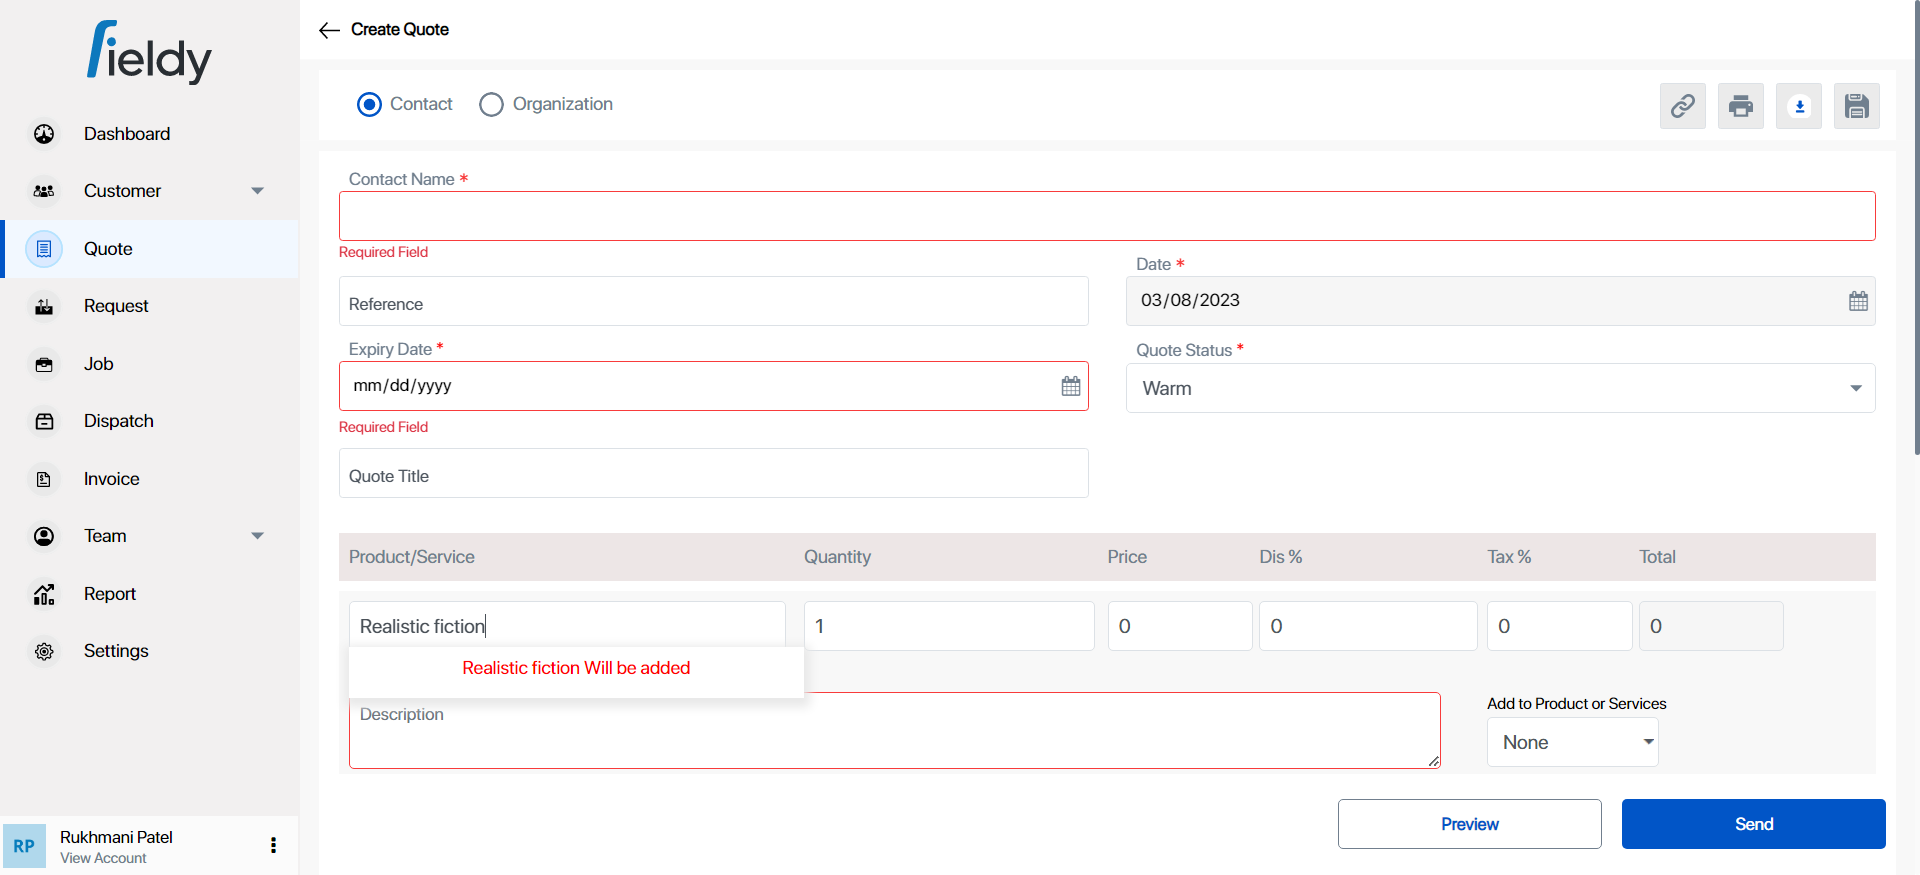 fieldy
Dashboard
Customer
Quote
Request
Job
Dispatch
Invoice
Team
Report
Settings
RP
Rukhmani Patel
View Account
Create Quote
Contact
Organization
Contact Name *
Required Field
Reference
Date *
03/08/2023
Expiry Date *
mm/dd/yyyy
Required Field
Quote Status *
Warm
Quote Title
Product/Service Quantity Price Dis % Tax % Total
Realistic fiction 1 0 0 0 0
Realistic fiction Will be added
Description
Add to Product or Services
None
Preview
Send